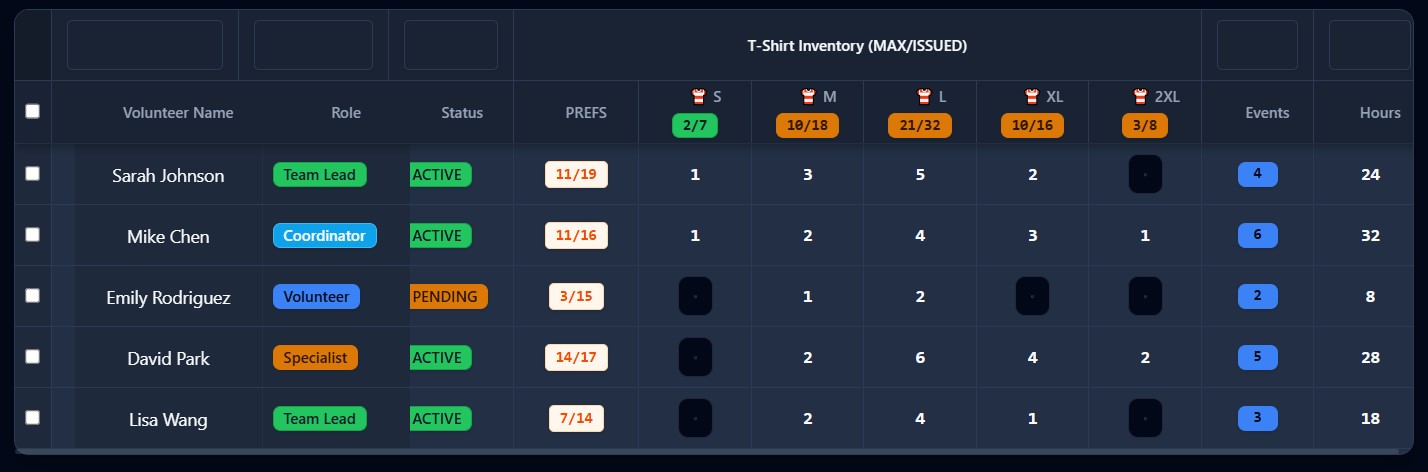 T-Shirt Inventory (MAX/ISSUED)
Volunteer Name Role Status PREFS S M L XL 2XL Events Hours
2/7 10/18 21/32 10/16 3/8
Sarah Johnson Team Lead ACTIVE 11/19 1 3 5 2 · 4 24
Mike Chen Coordinator ACTIVE 11/16 1 2 4 3 1 6 32
Emily Rodriguez Volunteer PENDING 3/15 · 1 2 · · 2 8
David Park Specialist ACTIVE 14/17 · 2 6 4 2 5 28
Lisa Wang Team Lead ACTIVE 7/14 · 2 4 1 · 3 18